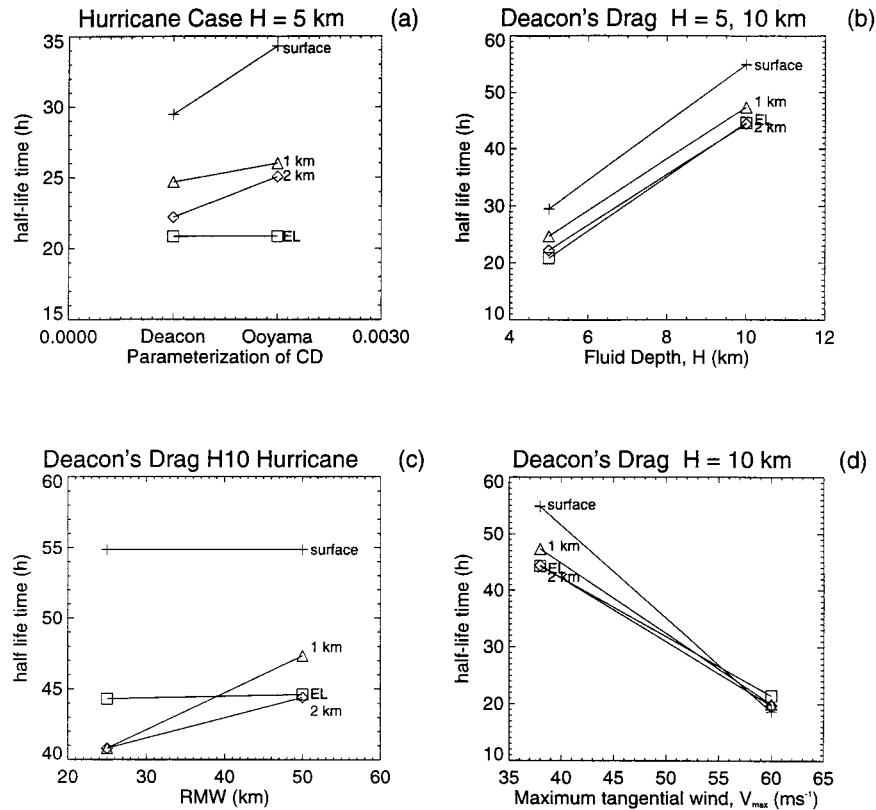 Hurricane Case H = 5 km (a)
half-life time (h)
35
30
25
20
15
surface
1 km
2 km
EL
0.0000 Deacon Ooyama 0.0030
Parameterization of CD
Deacon's Drag H = 5, 10 km (b)
half life time (h)
60
50
40
30
20
10
surface
1 km
EL
2 km
4 6 8 10 12
Fluid Depth, H (km)
Deacon's Drag H10 Hurricane (c)
half life time (h)
60
55
50
45
40
surface
1 km
EL
2 km
20 30 40 50 60
RMW (km)
Deacon's Drag H = 10 km (d)
half-life time (h)
60
50
40
30
20
10
surface
1 km
EL
2 km
35 40 45 50 55 60 65
Maximum tangential wind, Vmax (ms-1)